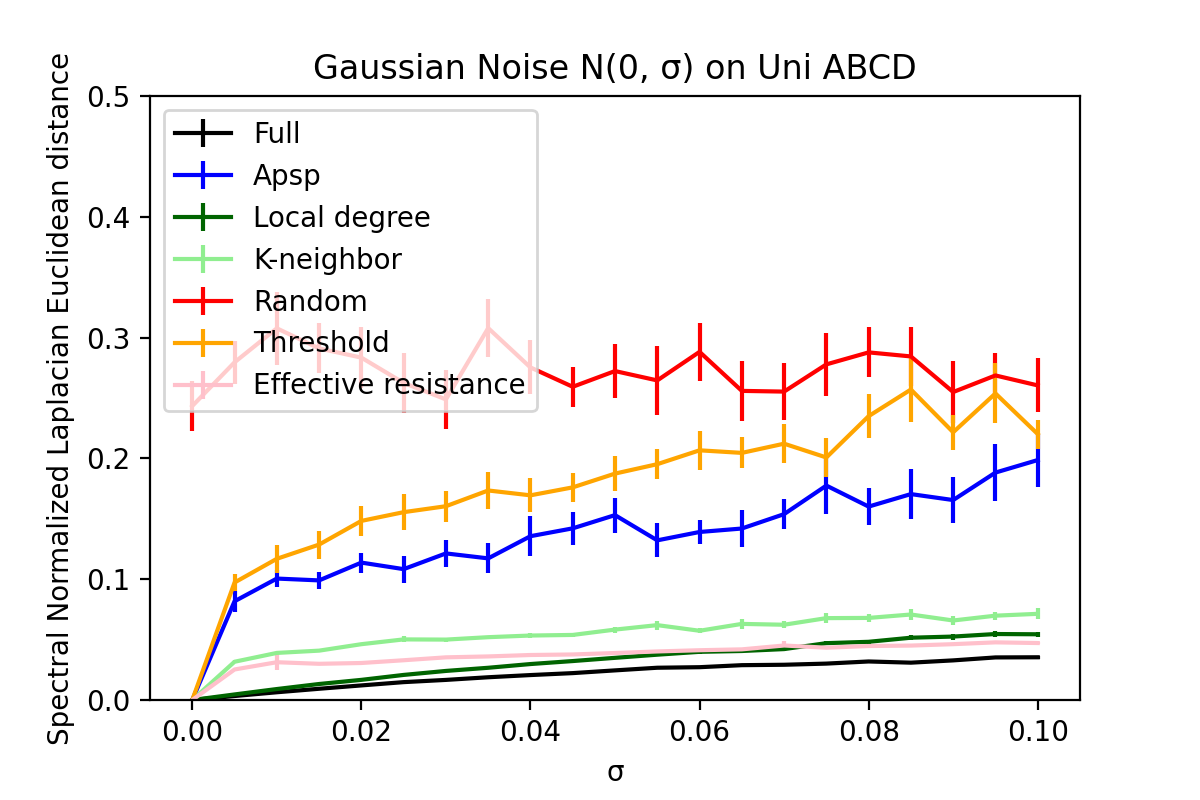 Gaussian Noise N(0, σ) on Uni ABCD
Spectral Normalized Laplacian Euclidean distance
0.5
0.4
0.3
0.2
0.1
0.0
Full
Apsp
Local degree
K-neighbor
Random
Threshold
Effective resistance
0.00 0.02 0.04 0.06 0.08 0.10
σ